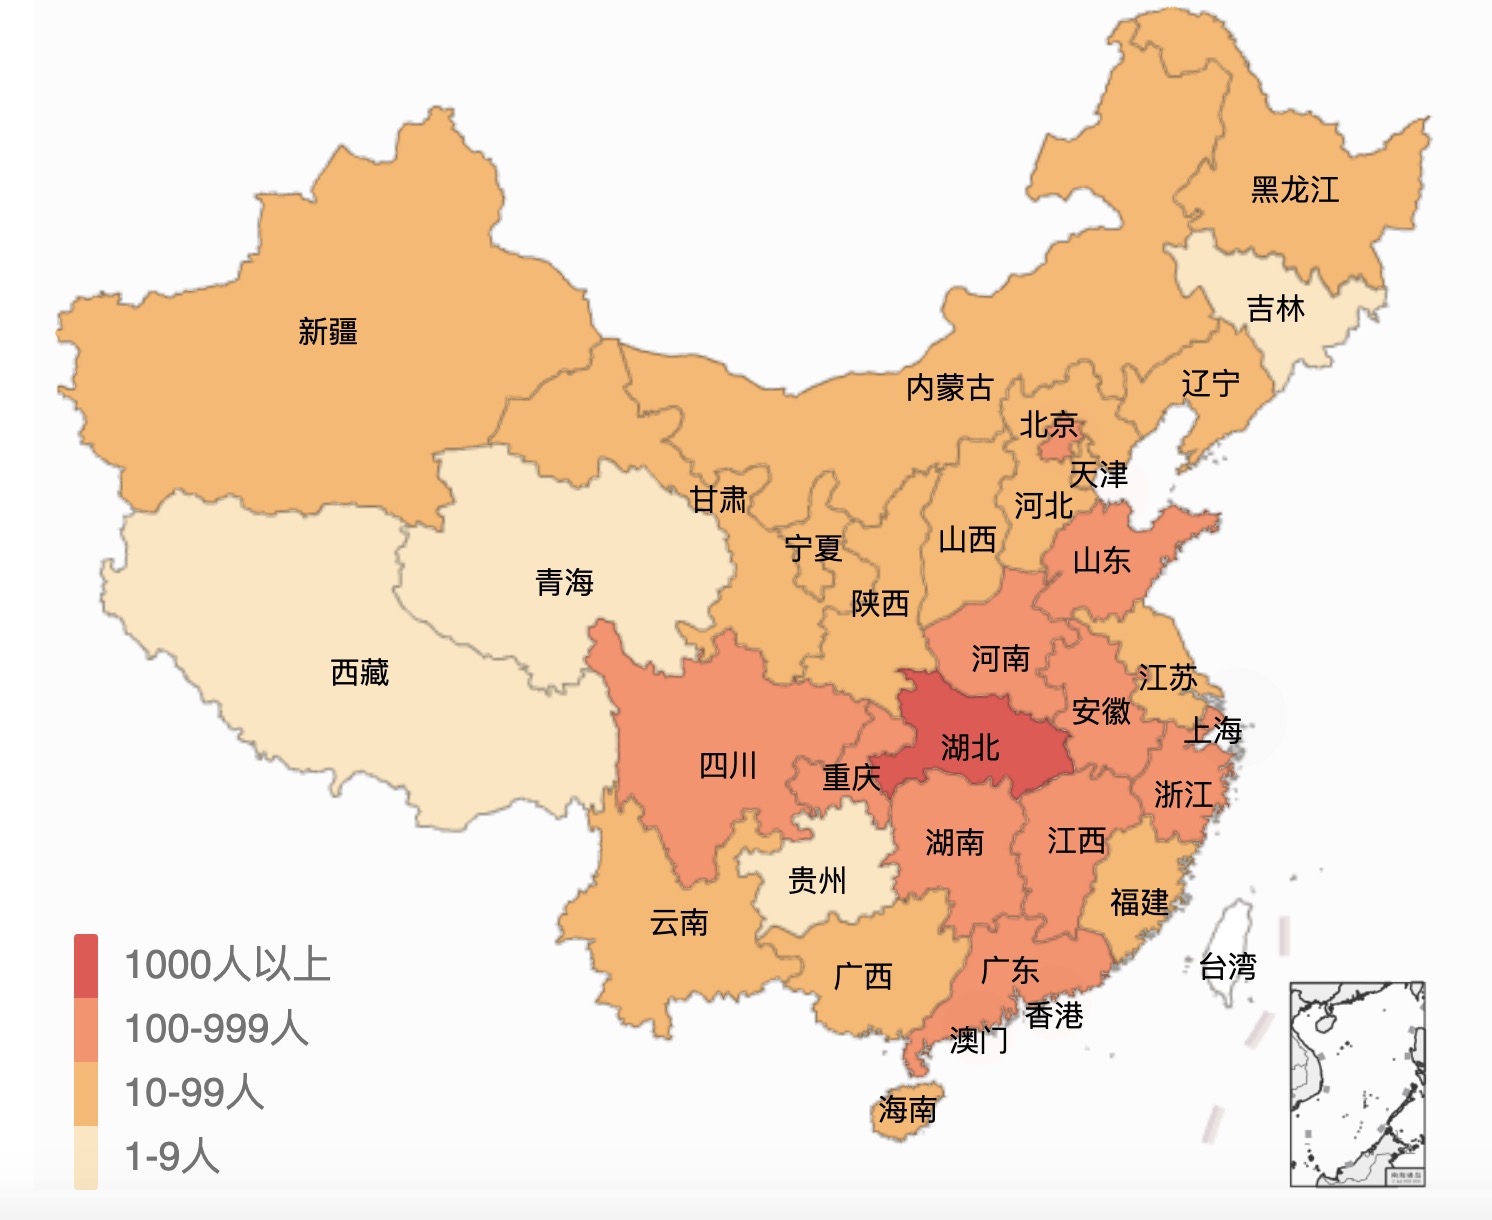 黑龙江
吉林
新疆
辽宁
内蒙古
北京
天津
甘肃
河北
山西
宁夏
山东
青海
陕西
河南
西藏
江苏
安徽
上海
湖北
四川
重庆
浙江
江西
湖南
贵州
福建
云南
台湾
广东
广西
香港
澳门
海南
1000人以上
100-999人
10-99人
1-9人
南海诸岛